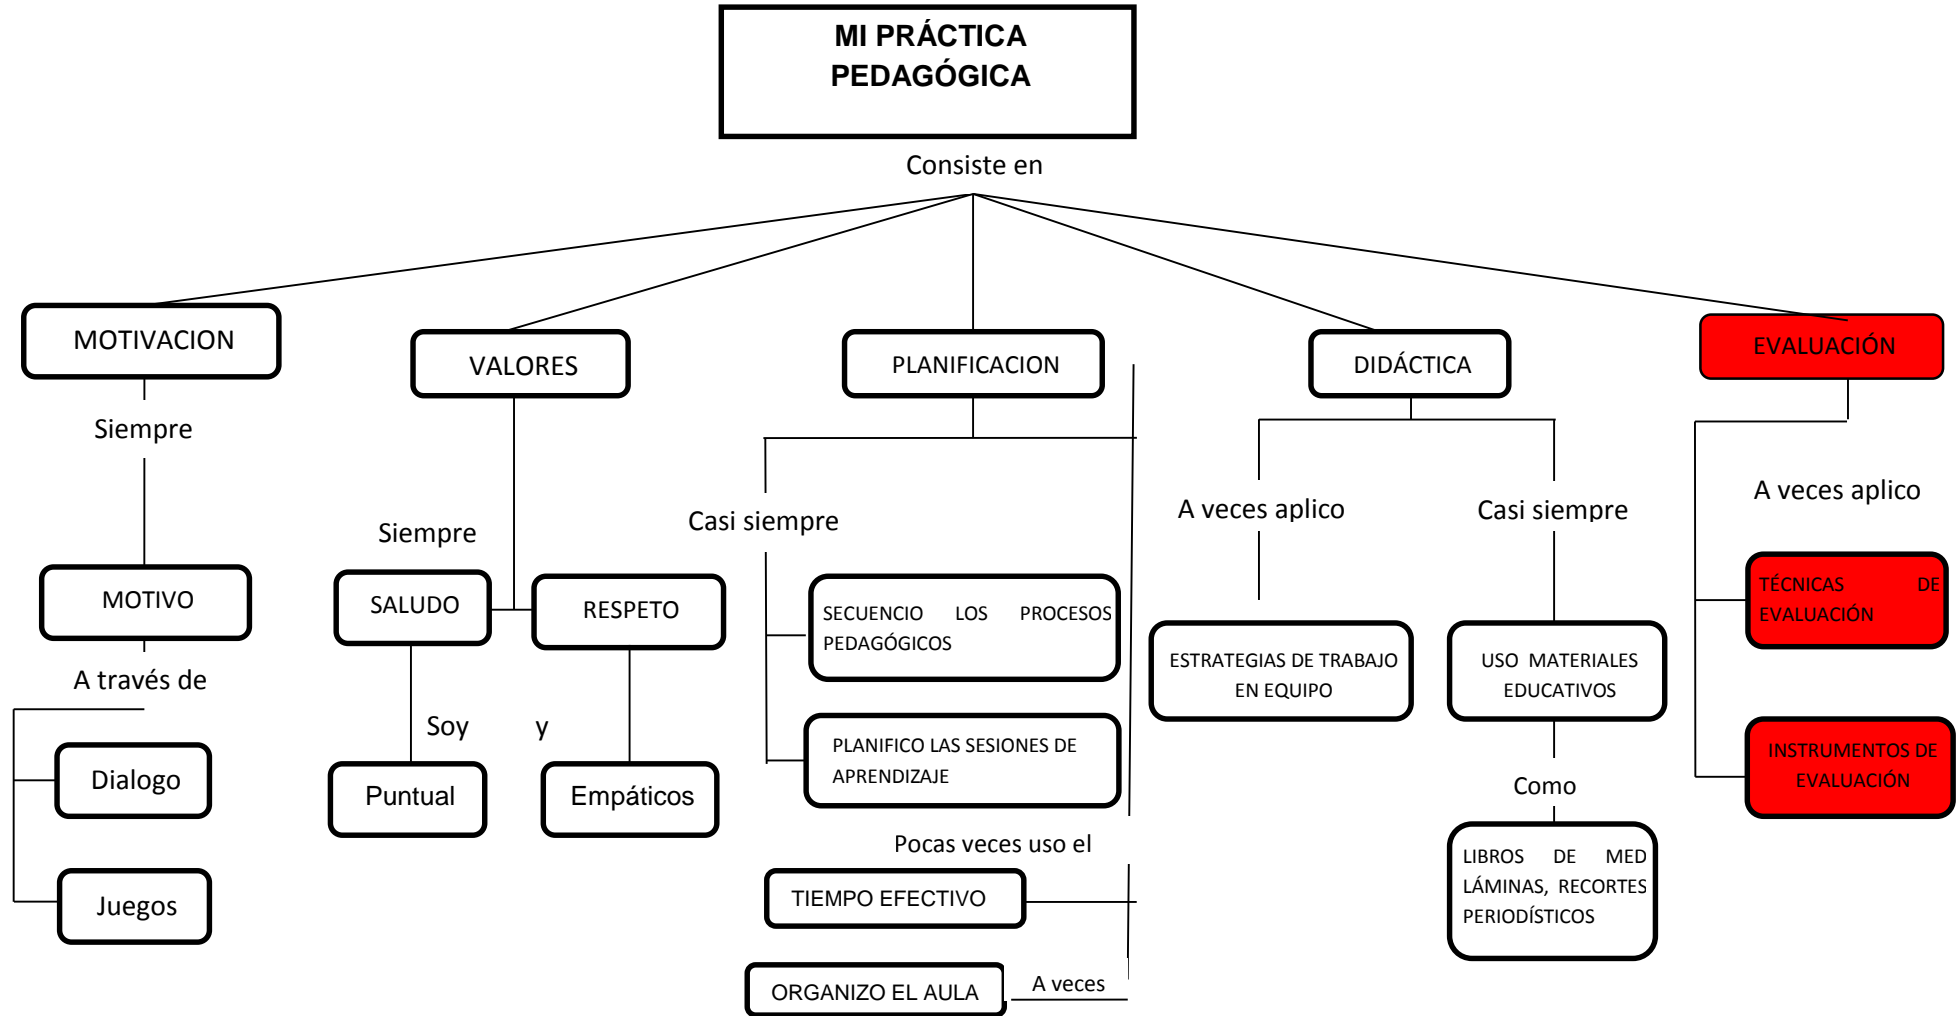 MI PRÁCTICA
PEDAGÓGICA
Consiste en
MOTIVACION
VALORES
PLANIFICACION
DIDÁCTICA
EVALUACIÓN
Siempre
Siempre
Casi siempre
A veces aplico
Casi siempre
A veces aplico
MOTIVO
SALUDO
RESPETO
SECUENCIO LOS PROCESOS
PEDAGÓGICOS
ESTRATEGIAS DE TRABAJO
EN EQUIPO
USO MATERIALES
EDUCATIVOS
TÉCNICAS DE
EVALUACIÓN
A través de
Soy y
PLANIFICO LAS SESIONES DE
APRENDIZAJE
INSTRUMENTOS DE
EVALUACIÓN
Dialogo
Puntual
Empáticos
Como
Pocas veces uso el
Juegos
TIEMPO EFECTIVO
LIBROS DE MED
LÁMINAS, RECORTES
PERIODÍSTICOS
ORGANIZO EL AULA
A veces